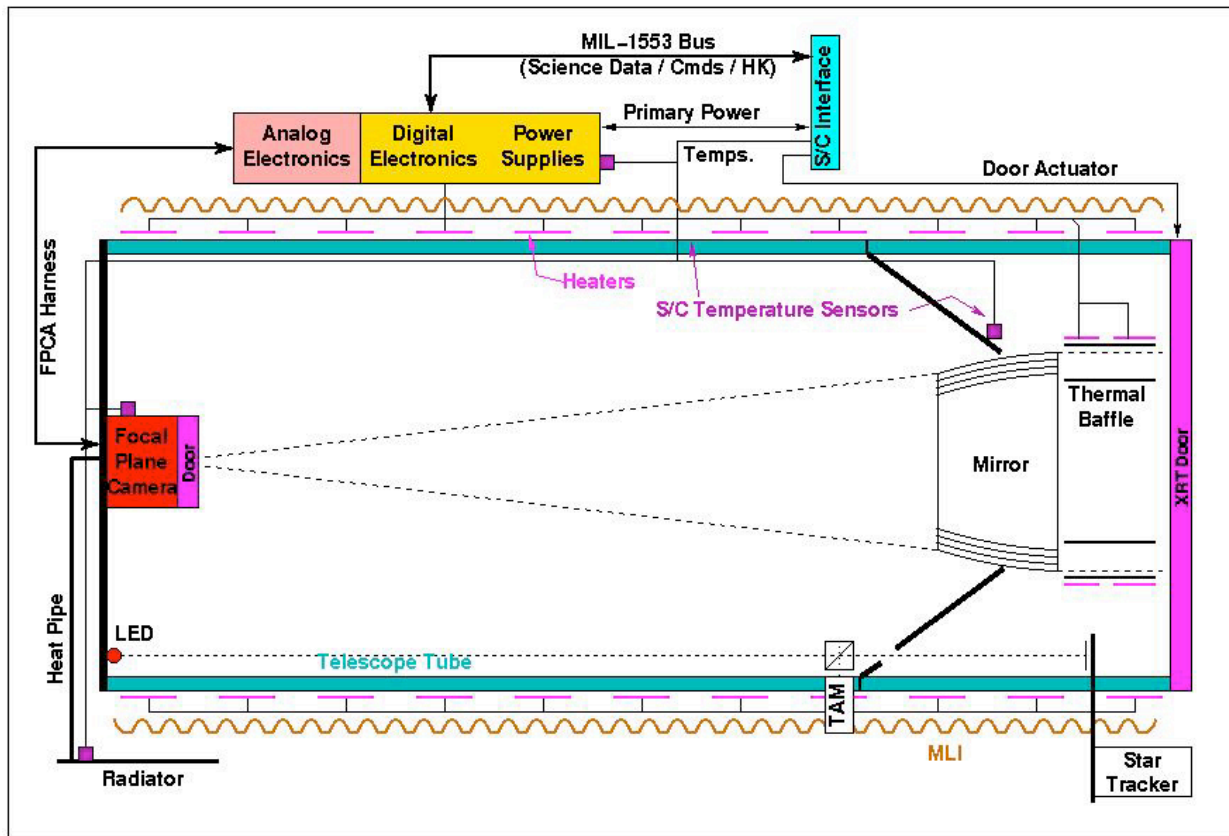 MIL-1553 Bus
(Science Data / Cmds / HK)
S/C Interface
Analog
Electronics
Digital
Electronics
Power
Supplies
Primary Power
Temps.
Door Actuator
FPCA Harness
Heaters
S/C Temperature Sensors
Thermal
Baffle
Focal
Plane
Camera
Door
Mirror
XRT Door
Heat Pipe
LED
Telescope Tube
TAM
MLI
Radiator
Star
Tracker